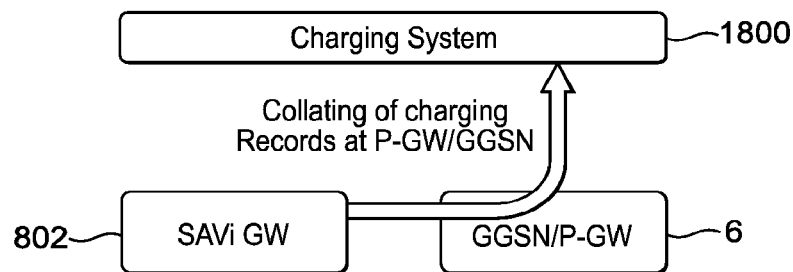 Charging System
1800
Collating of charging
Records at P-GW/GGSN
802
SAVi GW
GGSN/P-GW
6